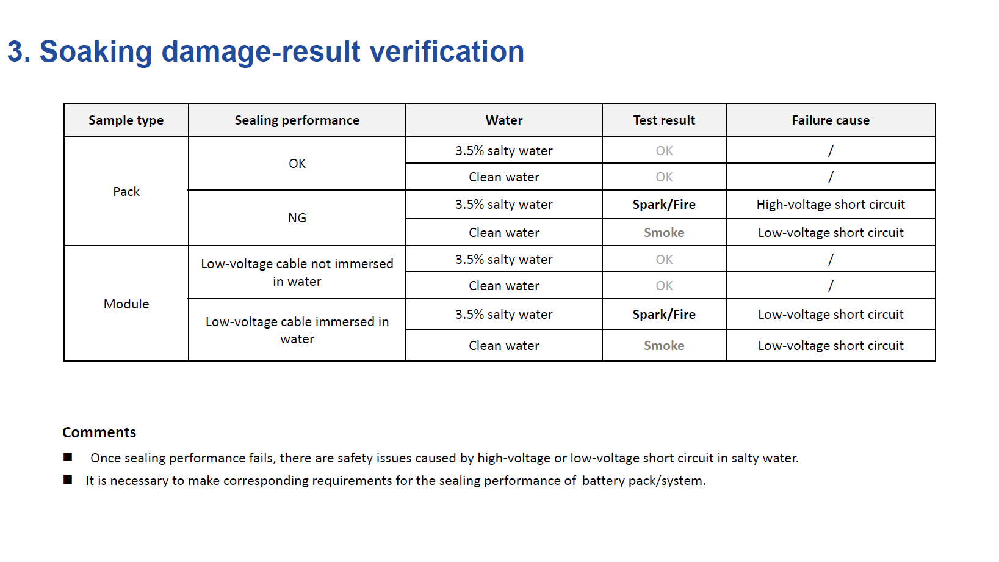 3. Soaking damage-result verification
Sample type Sealing performance Water Test result Failure cause
Pack
OK
3.5% salty water OK /
Clean water OK /
NG
3.5% salty water Spark/Fire High-voltage short circuit
Clean water Smoke Low-voltage short circuit
Module
Low-voltage cable not immersed
in water
3.5% salty water OK /
Clean water OK /
Low-voltage cable immersed in
water
3.5% salty water Spark/Fire Low-voltage short circuit
Clean water Smoke Low-voltage short circuit
Comments
■ Once sealing performance fails, there are safety issues caused by high-voltage or low-voltage short circuit in salty water.
■ It is necessary to make corresponding requirements for the sealing performance of battery pack/system.